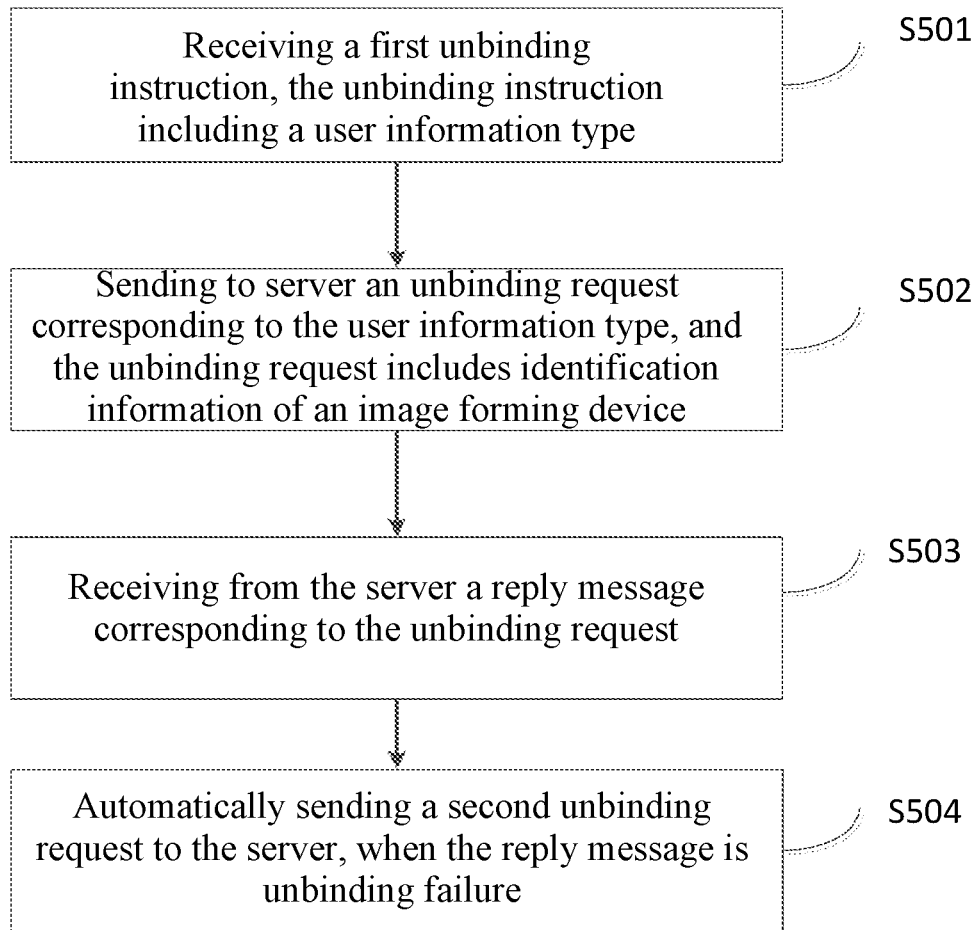 Receiving a first unbinding
instruction, the unbinding instruction
including a user information type
S501
Sending to server an unbinding request
corresponding to the user information type, and
the unbinding request includes identification
information of an image forming device
S502
Receiving from the server a reply message
corresponding to the unbinding request
S503
Automatically sending a second unbinding
request to the server, when the reply message is
unbinding failure
S504